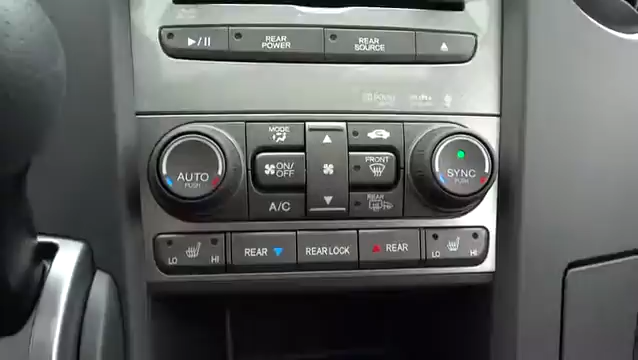 REAR POWER
REAR SOURCE
MODE
AUTO
PUSH
ON/OFF
FRONT
SYNC
PUSH
A/C
REAR
LO HI
REAR
REAR LOCK
REAR
LO HI